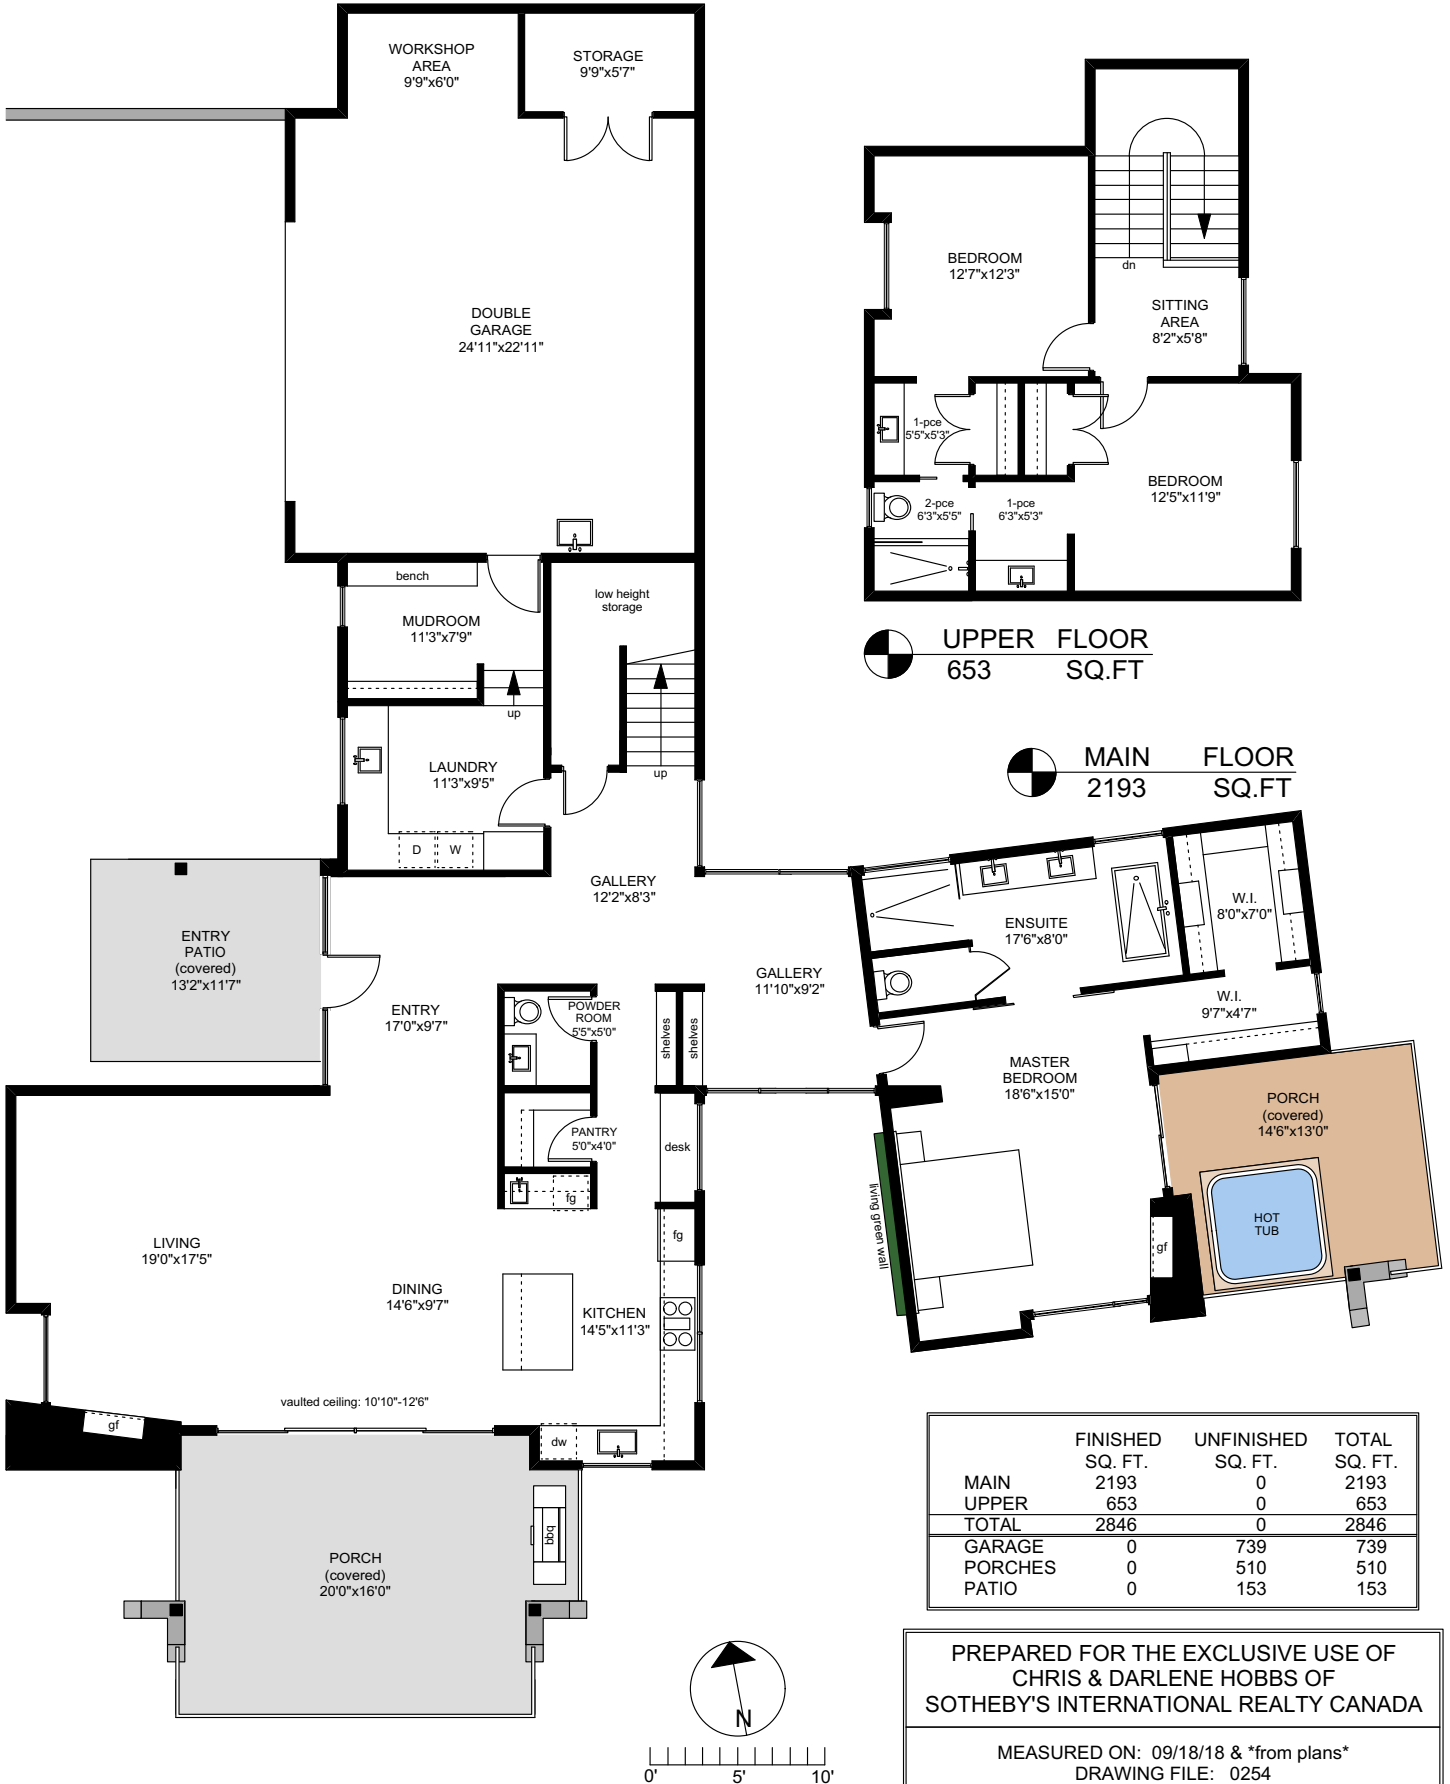 WORKSHOP
AREA
9'9"x6'0"
STORAGE
9'9"x5'7"
DOUBLE
GARAGE
24'11"x22'11"
bench
MUDROOM
11'3"x7'9"
up
low height
storage
up
LAUNDRY
11'3"x9'5"
D W
GALLERY
12'2"x8'3"
ENTRY
PATIO
(covered)
13'2"x11'7"
ENTRY
17'0"x9'7"
POWDER
ROOM
5'5"x5'0"
shelves
shelves
GALLERY
11'10"x9'2"
PANTRY
5'0"x4'0"
desk
fg
fg
LIVING
19'0"x17'5"
DINING
14'6"x9'7"
KITCHEN
14'5"x11'3"
vaulted ceiling: 10'10"-12'6"
gf
dw
bbq
PORCH
(covered)
20'0"x16'0"
BEDROOM
12'7"x12'3"
dn
SITTING
AREA
8'2"x5'8"
1-pce
5'5"x5'3"
BEDROOM
12'5"x11'9"
2-pce
6'3"x5'5"
1-pce
6'3"x5'3"
UPPER FLOOR
653 SQ.FT
MAIN FLOOR
2193 SQ.FT
ENSUITE
17'6"x8'0"
W.I.
8'0"x7'0"
W.I.
9'7"x4'7"
MASTER
BEDROOM
18'6"x15'0"
PORCH
(covered)
14'6"x13'0"
HOT
TUB
living green wall
gf
FINISHED UNFINISHED TOTAL
SQ. FT. SQ. FT. SQ. FT.
MAIN 2193 0 2193
UPPER 653 0 653
TOTAL 2846 0 2846
GARAGE 0 739 739
PORCHES 0 510 510
PATIO 0 153 153
N
0' 5' 10'
PREPARED FOR THE EXCLUSIVE USE OF
CHRIS & DARLENE HOBBS OF
SOTHEBY'S INTERNATIONAL REALTY CANADA
MEASURED ON: 09/18/18 & *from plans*
DRAWING FILE: 0254